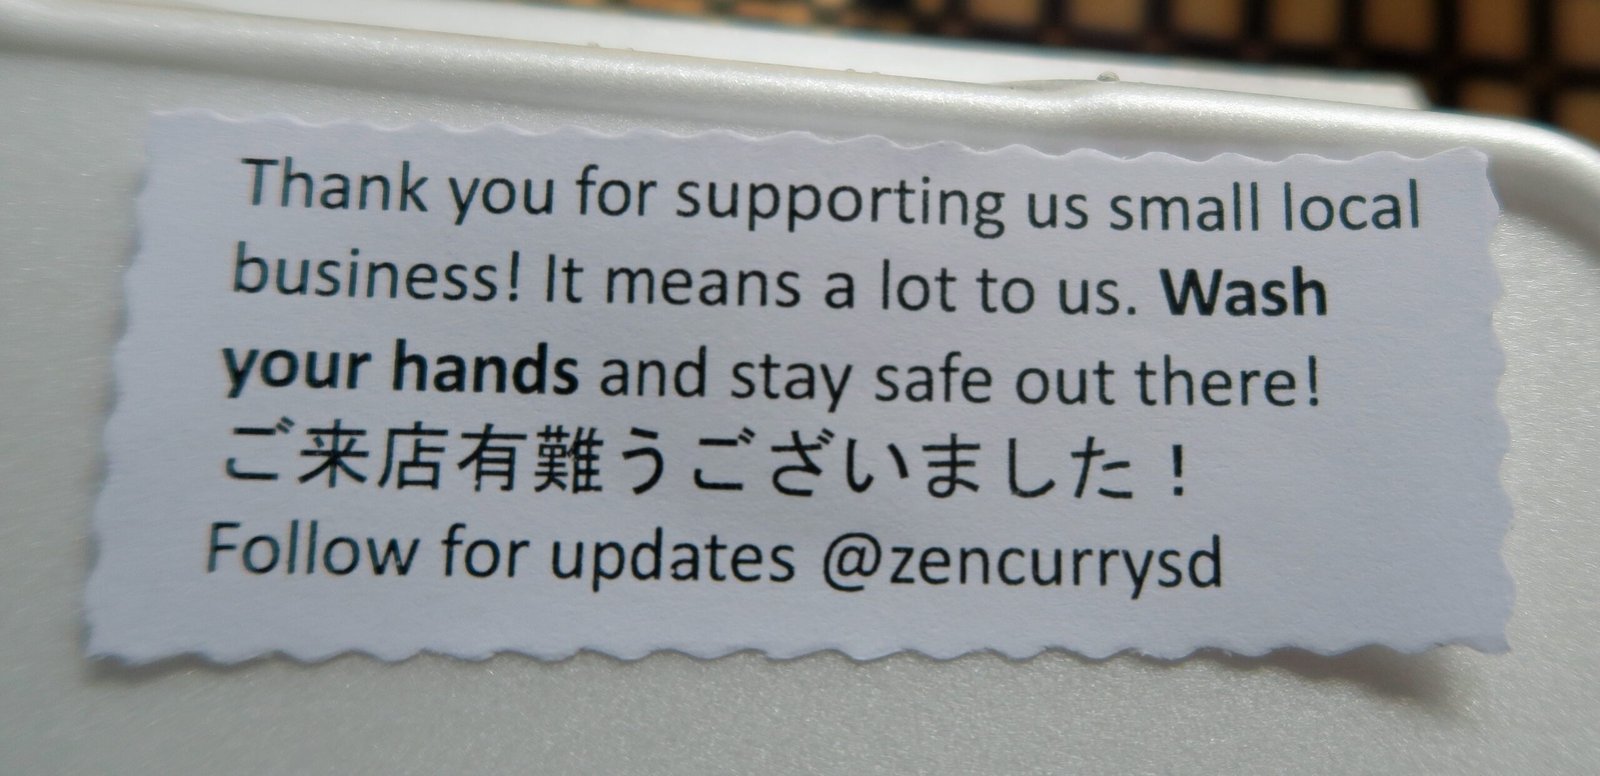 Thank you for supporting us small local
business! It means a lot to us. Wash
your hands and stay safe out there!
ご来店有難うございました！
Follow for updates @zencurrysd